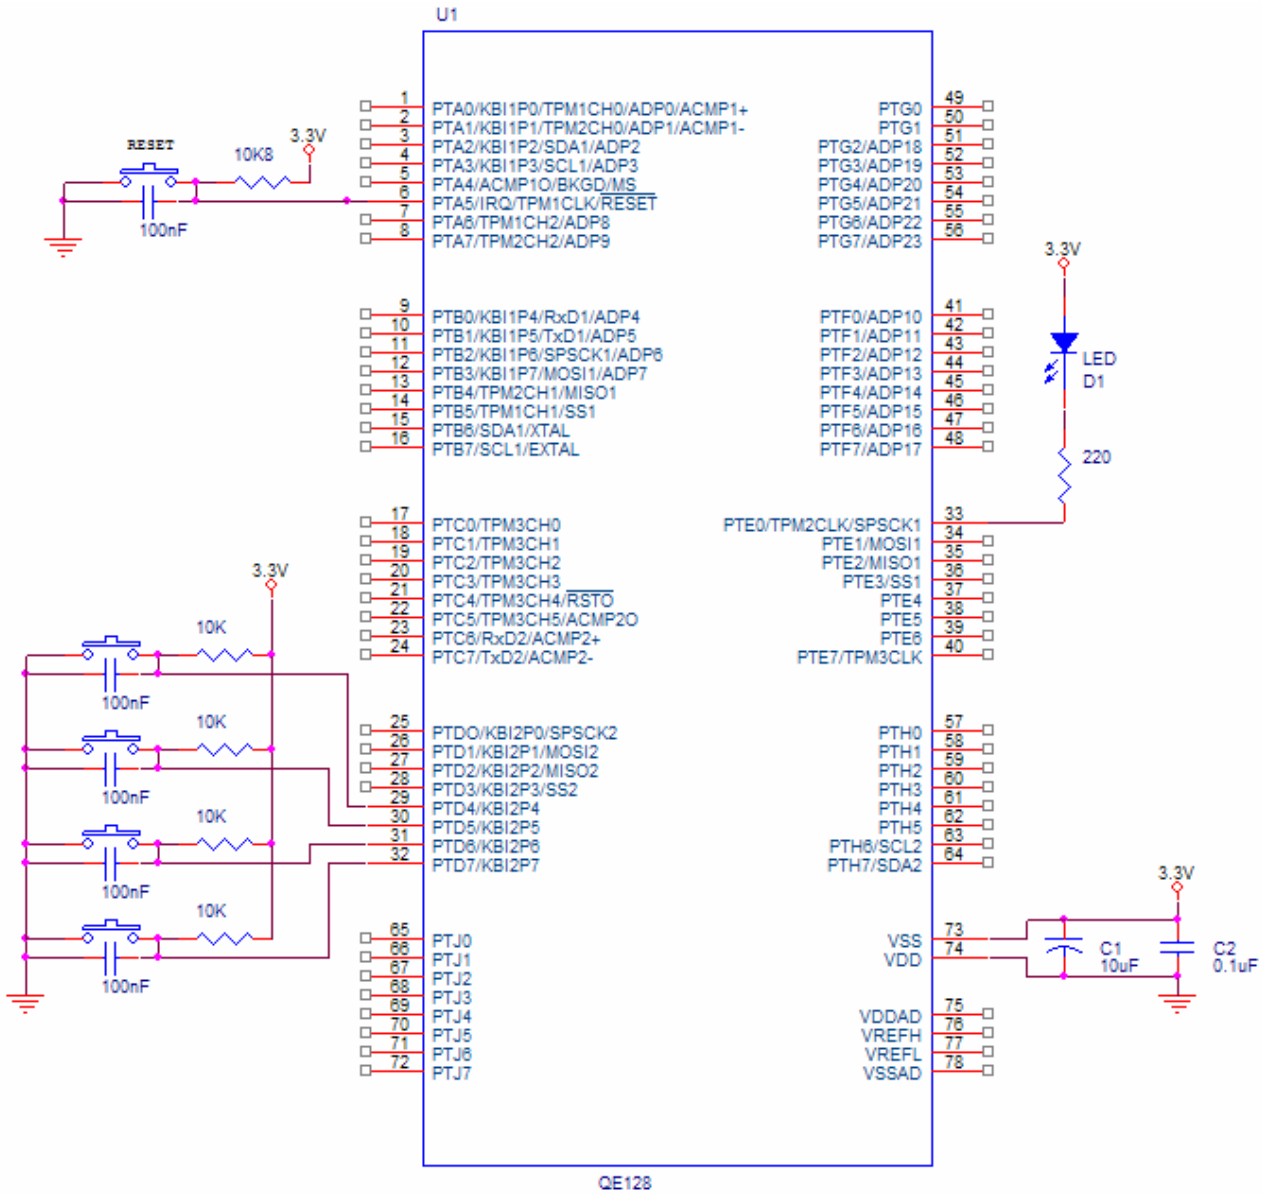 U1
1 PTA0/KBI1P0/TPM1CH0/ADP0/ACMP1+
2 PTA1/KBI1P1/TPM2CH0/ADP1/ACMP1-
3 PTA2/KBI1P2/SDA1/ADP2
4 PTA3/KBI1P3/SCL1/ADP3
5 PTA4/ACMP1O/BKGD/MS
6 PTA5/IRQ/TPM1CLK/RESET
7 PTA6/TPM1CH2/ADP8
8 PTA7/TPM2CH2/ADP9
RESET
10K8
3.3V
100nF
9 PTB0/KBI1P4/RxD1/ADP4
10 PTB1/KBI1P5/TxD1/ADP5
11 PTB2/KBI1P6/SPSCK1/ADP6
12 PTB3/KBI1P7/MOSI1/ADP7
13 PTB4/TPM2CH1/MISO1
14 PTB5/TPM1CH1/SS1
15 PTB6/SDA1/XTAL
16 PTB7/SCL1/EXTAL
17 PTC0/TPM3CH0
18 PTC1/TPM3CH1
19 PTC2/TPM3CH2
20 PTC3/TPM3CH3
21 PTC4/TPM3CH4/RSTO
22 PTC5/TPM3CH5/ACMP2O
23 PTC6/RxD2/ACMP2+
24 PTC7/TxD2/ACMP2-
3.3V
10K
100nF
10K
100nF
10K
100nF
10K
100nF
25 PTDO/KBI2P0/SPSCK2
26 PTD1/KBI2P1/MOSI2
27 PTD2/KBI2P2/MISO2
28 PTD3/KBI2P3/SS2
29 PTD4/KBI2P4
30 PTD5/KBI2P5
31 PTD6/KBI2P6
32 PTD7/KBI2P7
65 PTJ0
66 PTJ1
67 PTJ2
68 PTJ3
69 PTJ4
70 PTJ5
71 PTJ6
72 PTJ7
PTG0 49
PTG1 50
PTG2/ADP18 51
PTG3/ADP19 52
PTG4/ADP20 53
PTG5/ADP21 54
PTG6/ADP22 55
PTG7/ADP23 56
PTF0/ADP10 41
PTF1/ADP11 42
PTF2/ADP12 43
PTF3/ADP13 44
PTF4/ADP14 45
PTF5/ADP15 46
PTF6/ADP16 47
PTF7/ADP17 48
3.3V
LED
D1
220
PTE0/TPM2CLK/SPSCK1 33
PTE1/MOSI1 34
PTE2/MISO1 35
PTE3/SS1 36
PTE4 37
PTE5 38
PTE6 39
PTE7/TPM3CLK 40
PTH0 57
PTH1 58
PTH2 59
PTH3 60
PTH4 61
PTH5 62
PTH6/SCL2 63
PTH7/SDA2 64
3.3V
VSS 73
VDD 74
C1
10uF
C2
0.1uF
VDDAD 75
VREFH 76
VREFL 77
VSSAD 78
QE128